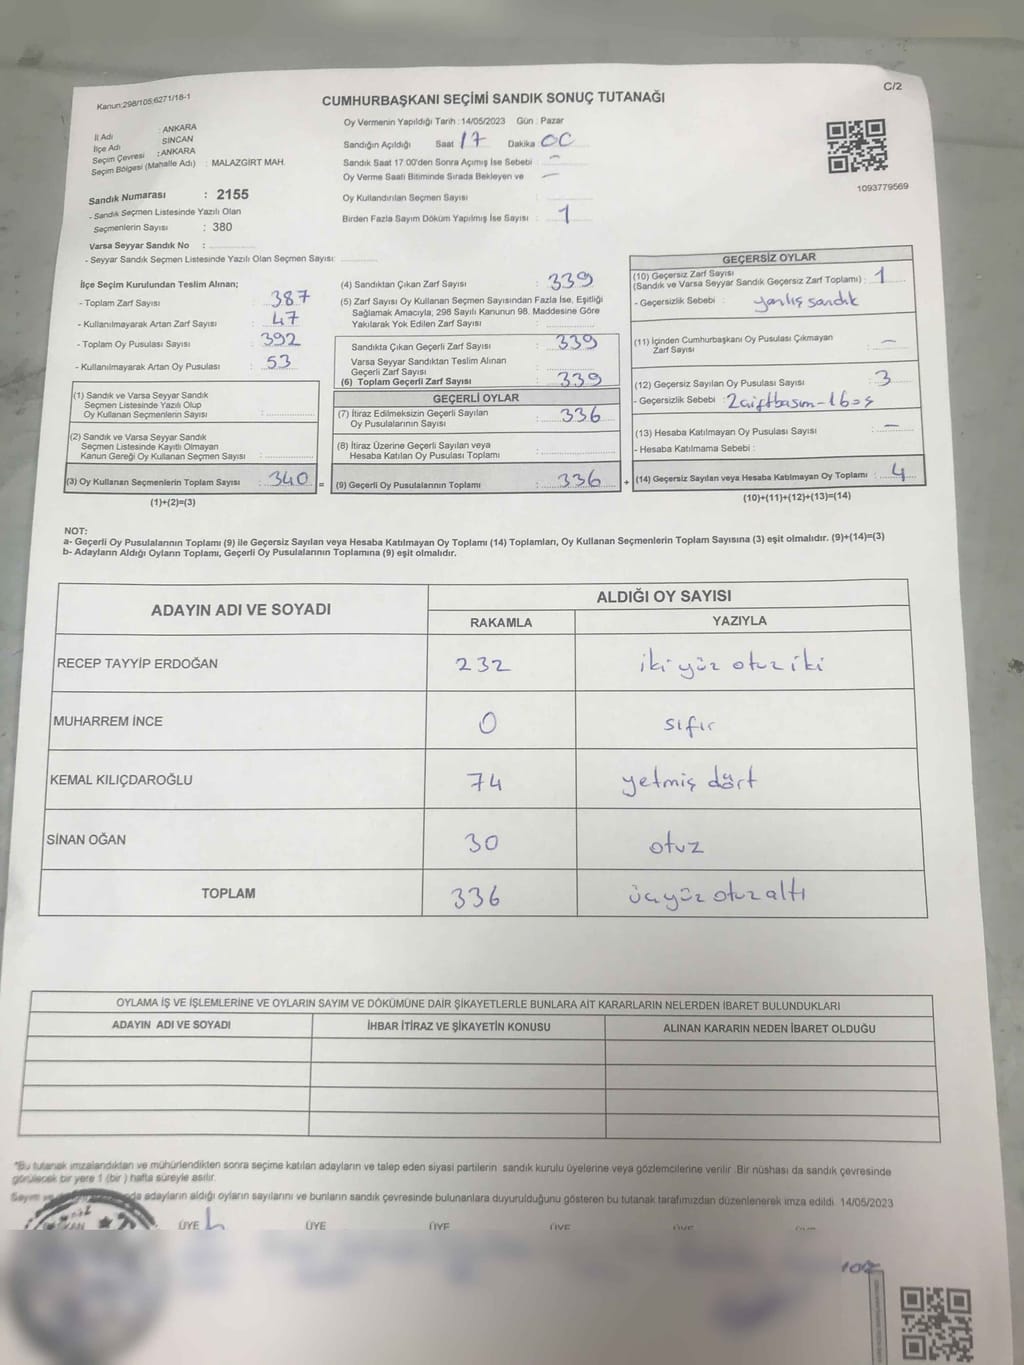 Kanun:298/105;6271/18-1
C/2
CUMHURBAŞKANI SEÇİMİ SANDIK SONUÇ TUTANAĞI
İl Adı : ANKARA
İlçe Adı SİNCAN
Seçim Çevresi : ANKARA
Seçim Bölgesi (Mahalle Adı) : MALAZGİRT MAH.
Sandık Numarası : 2155
- Sandık Seçmen Listesinde Yazılı Olan
Seçmenlerin Sayısı : 380
Varsa Seyyar Sandık No :
- Seyyar Sandık Seçmen Listesinde Yazılı Olan Seçmen Sayısı:
Oy Vermenin Yapıldığı Tarih : 14/05/2023 Gün : Pazar
Sandığın Açıldığı Saat 17 Dakika 00
Sandık Saat 17.00'den Sonra Açımış İse Sebebi : -
Oy Verme Saati Bitiminde Sırada Bekleyen ve -
Oy Kullandırılan Seçmen Sayısı
Birden Fazla Sayım Döküm Yapılmış İse Sayısı : 1
1093779569
İlçe Seçim Kurulundan Teslim Alınan;
- Toplam Zarf Sayısı : 387
- Kullanılmayarak Artan Zarf Sayısı : 47
- Toplam Oy Pusulası Sayısı : 392
- Kullanılmayarak Artan Oy Pusulası : 53
(1) Sandık ve Varsa Seyyar Sandık
Seçmen Listesinde Yazılı Olup
Oy Kullanan Seçmenlerin Sayısı :
(2) Sandık ve Varsa Seyyar Sandık
Seçmen Listesinde Kayıtlı Olmayan
Kanun Gereği Oy Kullanan Seçmen Sayısı :
(3) Oy Kullanan Seçmenlerin Toplam Sayısı : 340 =
(1)+(2)=(3)
(4) Sandıktan Çıkan Zarf Sayısı : 339
(5) Zarf Sayısı Oy Kullanan Seçmen Sayısından Fazla İse, Eşitliği
Sağlamak Amacıyla; 298 Sayılı Kanunun 98. Maddesine Göre
Yakılarak Yok Edilen Zarf Sayısı :
Sandıkta Çıkan Geçerli Zarf Sayısı : 339
Varsa Seyyar Sandıktan Teslim Alınan
Geçerli Zarf Sayısı :
(6) Toplam Geçerli Zarf Sayısı : 339
GEÇERLİ OYLAR
(7) İtiraz Edilmeksizin Geçerli Sayılan
Oy Pusulalarının Sayısı : 336
(8) İtiraz Üzerine Geçerli Sayılan veya
Hesaba Katılan Oy Pusulası Toplamı :
(9) Geçerli Oy Pusulalarının Toplamı : 336 +
GEÇERSİZ OYLAR
(10) Geçersiz Zarf Sayısı
(Sandık ve Varsa Seyyar Sandık Geçersiz Zarf Toplamı) : 1
- Geçersizlik Sebebi : yanlış sandık
(11) İçinden Cumhurbaşkanı Oy Pusulası Çıkmayan
Zarf Sayısı : -
(12) Geçersiz Sayılan Oy Pusulası Sayısı : 3
- Geçersizlik Sebebi : 2 çift basım - 1 boş
(13) Hesaba Katılmayan Oy Pusulası Sayısı : -
- Hesaba Katılmama Sebebi :
(14) Geçersiz Sayılan veya Hesaba Katılmayan Oy Toplamı : 4
(10)+(11)+(12)+(13)=(14)
NOT:
a- Geçerli Oy Pusulalarının Toplamı (9) ile Geçersiz Sayılan veya Hesaba Katılmayan Oy Toplamı (14) Toplamları, Oy Kullanan Seçmenlerin Toplam Sayısına (3) eşit olmalıdır. (9)+(14)=(3)
b- Adayların Aldığı Oyların Toplamı, Geçerli Oy Pusulalarının Toplamına (9) eşit olmalıdır.
ADAYIN ADI VE SOYADI ALDIĞI OY SAYISI
RAKAMLA YAZIYLA
RECEP TAYYİP ERDOĞAN 232 iki yüz otuz iki
MUHARREM İNCE 0 sıfır
KEMAL KILIÇDAROĞLU 74 yetmiş dört
SİNAN OĞAN 30 otuz
TOPLAM 336 üçyüz otuz altı
OYLAMA İŞ VE İŞLEMLERİNE VE OYLARIN SAYIM VE DÖKÜMÜNE DAİR ŞİKAYETLERLE BUNLARA AİT KARARLARIN NELERDEN İBARET BULUNDUKLARI
ADAYIN ADI VE SOYADI İHBAR İTİRAZ VE ŞİKAYETİN KONUSU ALINAN KARARIN NEDEN İBARET OLDUĞU
*Bu tutanak imzalandıktan ve mühürlendikten sonra seçime katılan adayların ve talep eden siyasi partilerin sandık kurulu üyelerine veya gözlemcilerine verilir. Bir nüshası da sandık çevresinde
görülecek bir yere 1 (bir) hafta süreyle asılır.
Sayım ve adayların aldığı oyların sayılarını ve bunların sandık çevresinde bulunanlara duyurulduğunu gösteren bu tutanak tarafımızdan düzenlenerek imza edildi. 14/05/2023
ÜYE ÜYE ÜYE ÜYE ÜYE